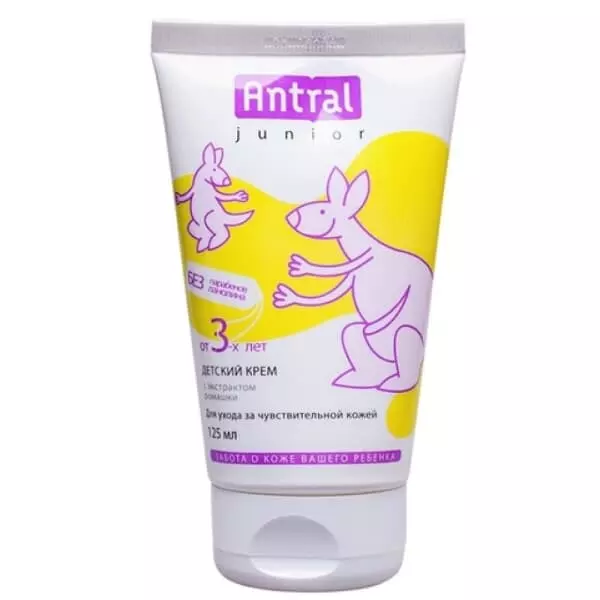 Antral
junior
БЕЗ парабенов
ланолина
от 3-х лет
ДЕТСКИЙ КРЕМ
с экстрактом
ромашки
Для ухода за чувствительной кожей
125 мл
ЗАБОТА О КОЖЕ ВАШЕГО РЕБЕНКА